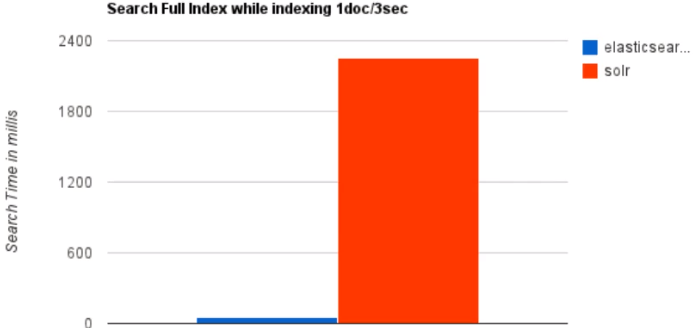 Search Full Index while indexing 1doc/3sec
2400
1800
1200
600
0
Search Time in millis
elasticsear...
solr